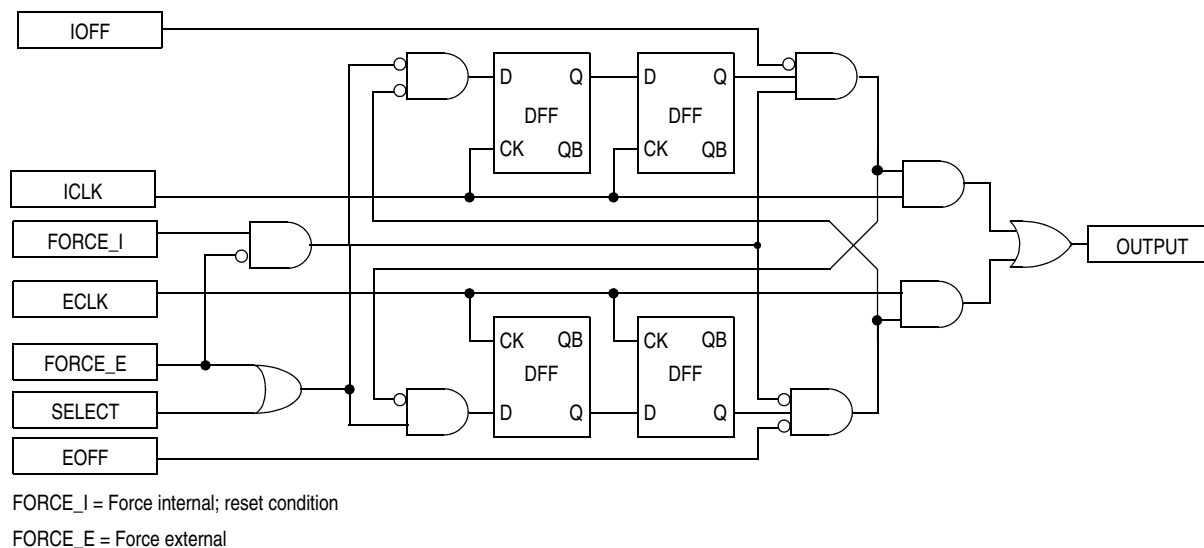 IOFF
D Q D Q
DFF DFF
CK QB CK QB
ICLK
FORCE_I
OUTPUT
ECLK
CK QB CK QB
FORCE_E
DFF DFF
SELECT
D Q D Q
EOFF
FORCE_I = Force internal; reset condition
FORCE_E = Force external